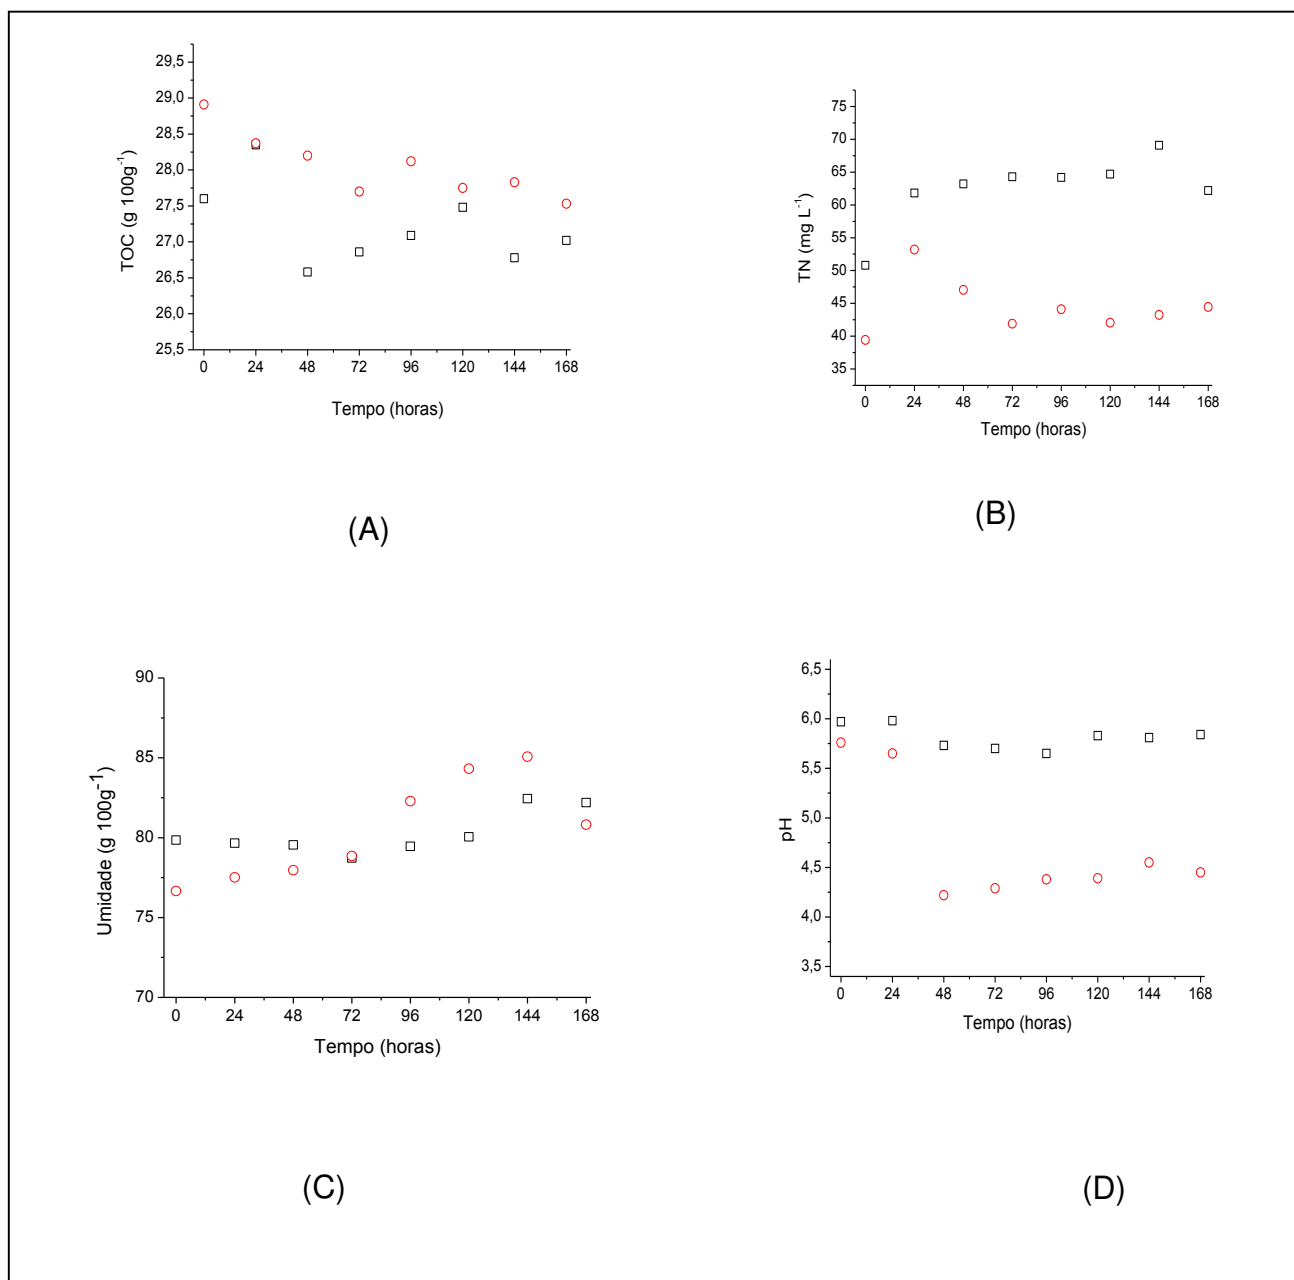 29,5
29,0
28,5
28,0
27,5
27,0
26,5
26,0
25,5
TOC (g 100g⁻¹)
0 24 48 72 96 120 144 168
Tempo (horas)
(A)
75
70
65
60
55
50
45
40
35
TN (mg L⁻¹)
0 24 48 72 96 120 144 168
Tempo (horas)
(B)
90
85
80
75
70
Umidade (g 100g⁻¹)
0 24 48 72 96 120 144 168
Tempo (horas)
(C)
6,5
6,0
5,5
5,0
4,5
4,0
3,5
pH
0 24 48 72 96 120 144 168
Tempo (horas)
(D)